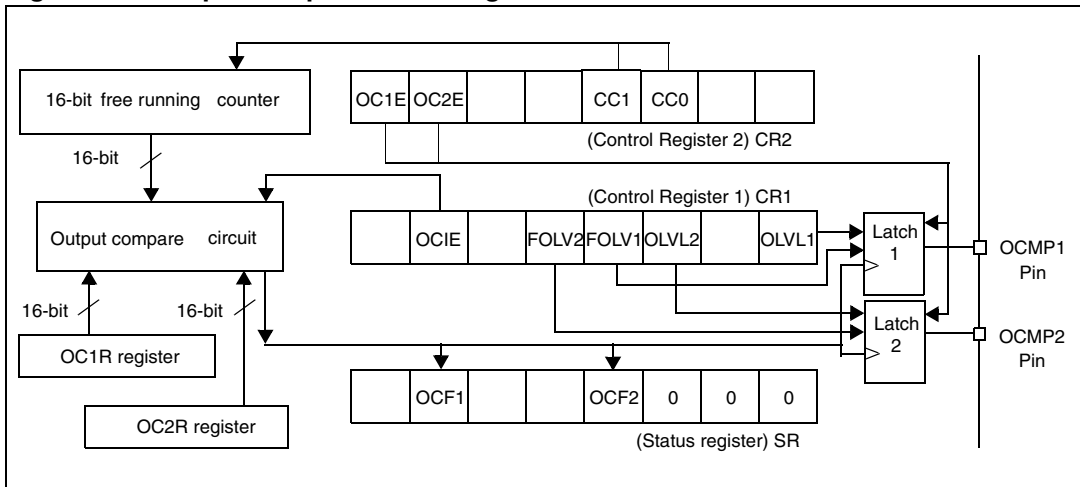 16-bit free running counter
OC1E OC2E CC1 CC0
(Control Register 2) CR2
16-bit
(Control Register 1) CR1
Output compare circuit
OCIE FOLV2 FOLV1 OLVL2 OLVL1
Latch
1
OCMP1
Pin
16-bit 16-bit
Latch
2
OCMP2
Pin
OC1R register
OCF1 OCF2 0 0 0
OC2R register
(Status register) SR